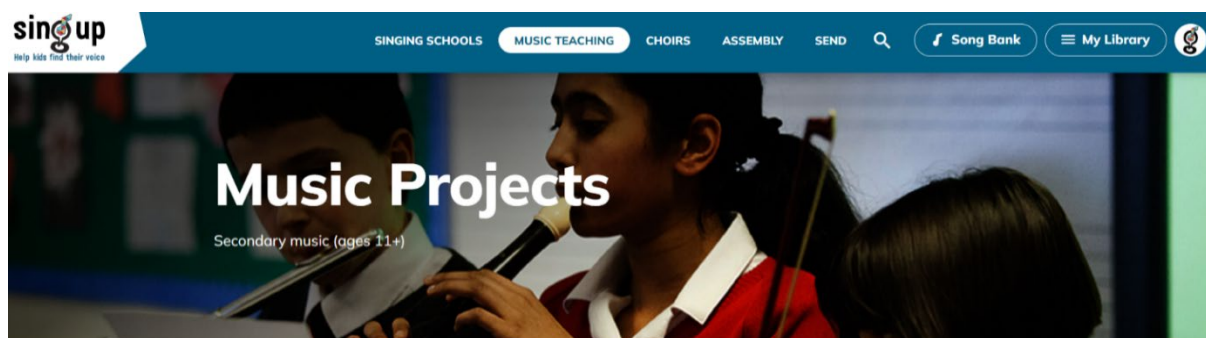 sing up
Help kids find their voice
SINGING SCHOOLS MUSIC TEACHING CHOIRS ASSEMBLY SEND Song Bank My Library
Music Projects
Secondary music (ages 11+)